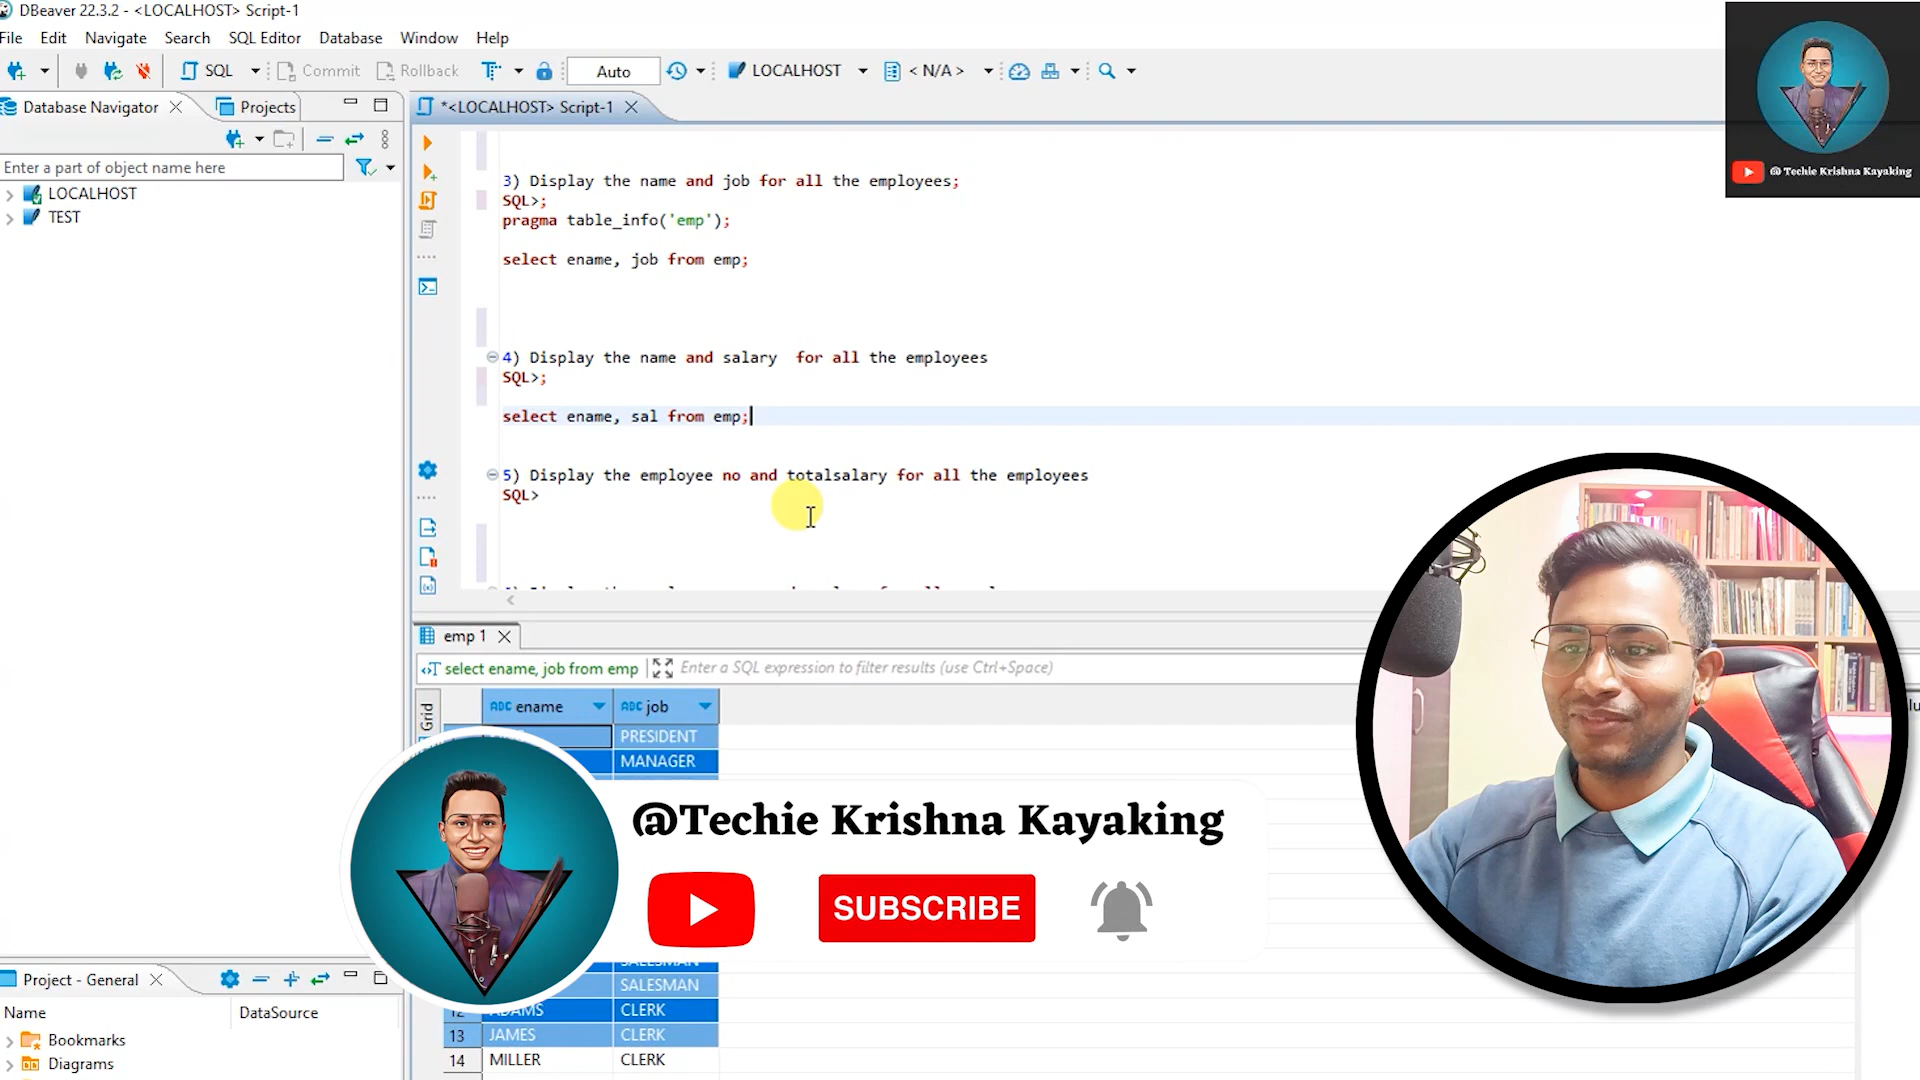 DBeaver 22.3.2 - <LOCALHOST> Script-1
File Edit Navigate Search SQL Editor Database Window Help
SQL Commit Rollback Auto LOCALHOST < N/A >
@ Techie Krishna Kayaking
Database Navigator Projects
*<LOCALHOST> Script-1
Enter a part of object name here
LOCALHOST
TEST
3) Display the name and job for all the employees;
SQL>;
pragma table_info('emp');
select ename, job from emp;
4) Display the name and salary  for all the employees
SQL>;
select ename, sal from emp;
5) Display the employee no and totalsalary for all the employees
SQL>
emp 1
select ename, job from emp Enter a SQL expression to filter results (use Ctrl+Space)
Grid
ABC ename ABC job
PRESIDENT
MANAGER
@Techie Krishna Kayaking
SUBSCRIBE
SALESMAN
SALESMAN
12 ADAMS CLERK
13 JAMES CLERK
14 MILLER CLERK
Project - General
Name DataSource
Bookmarks
Diagrams